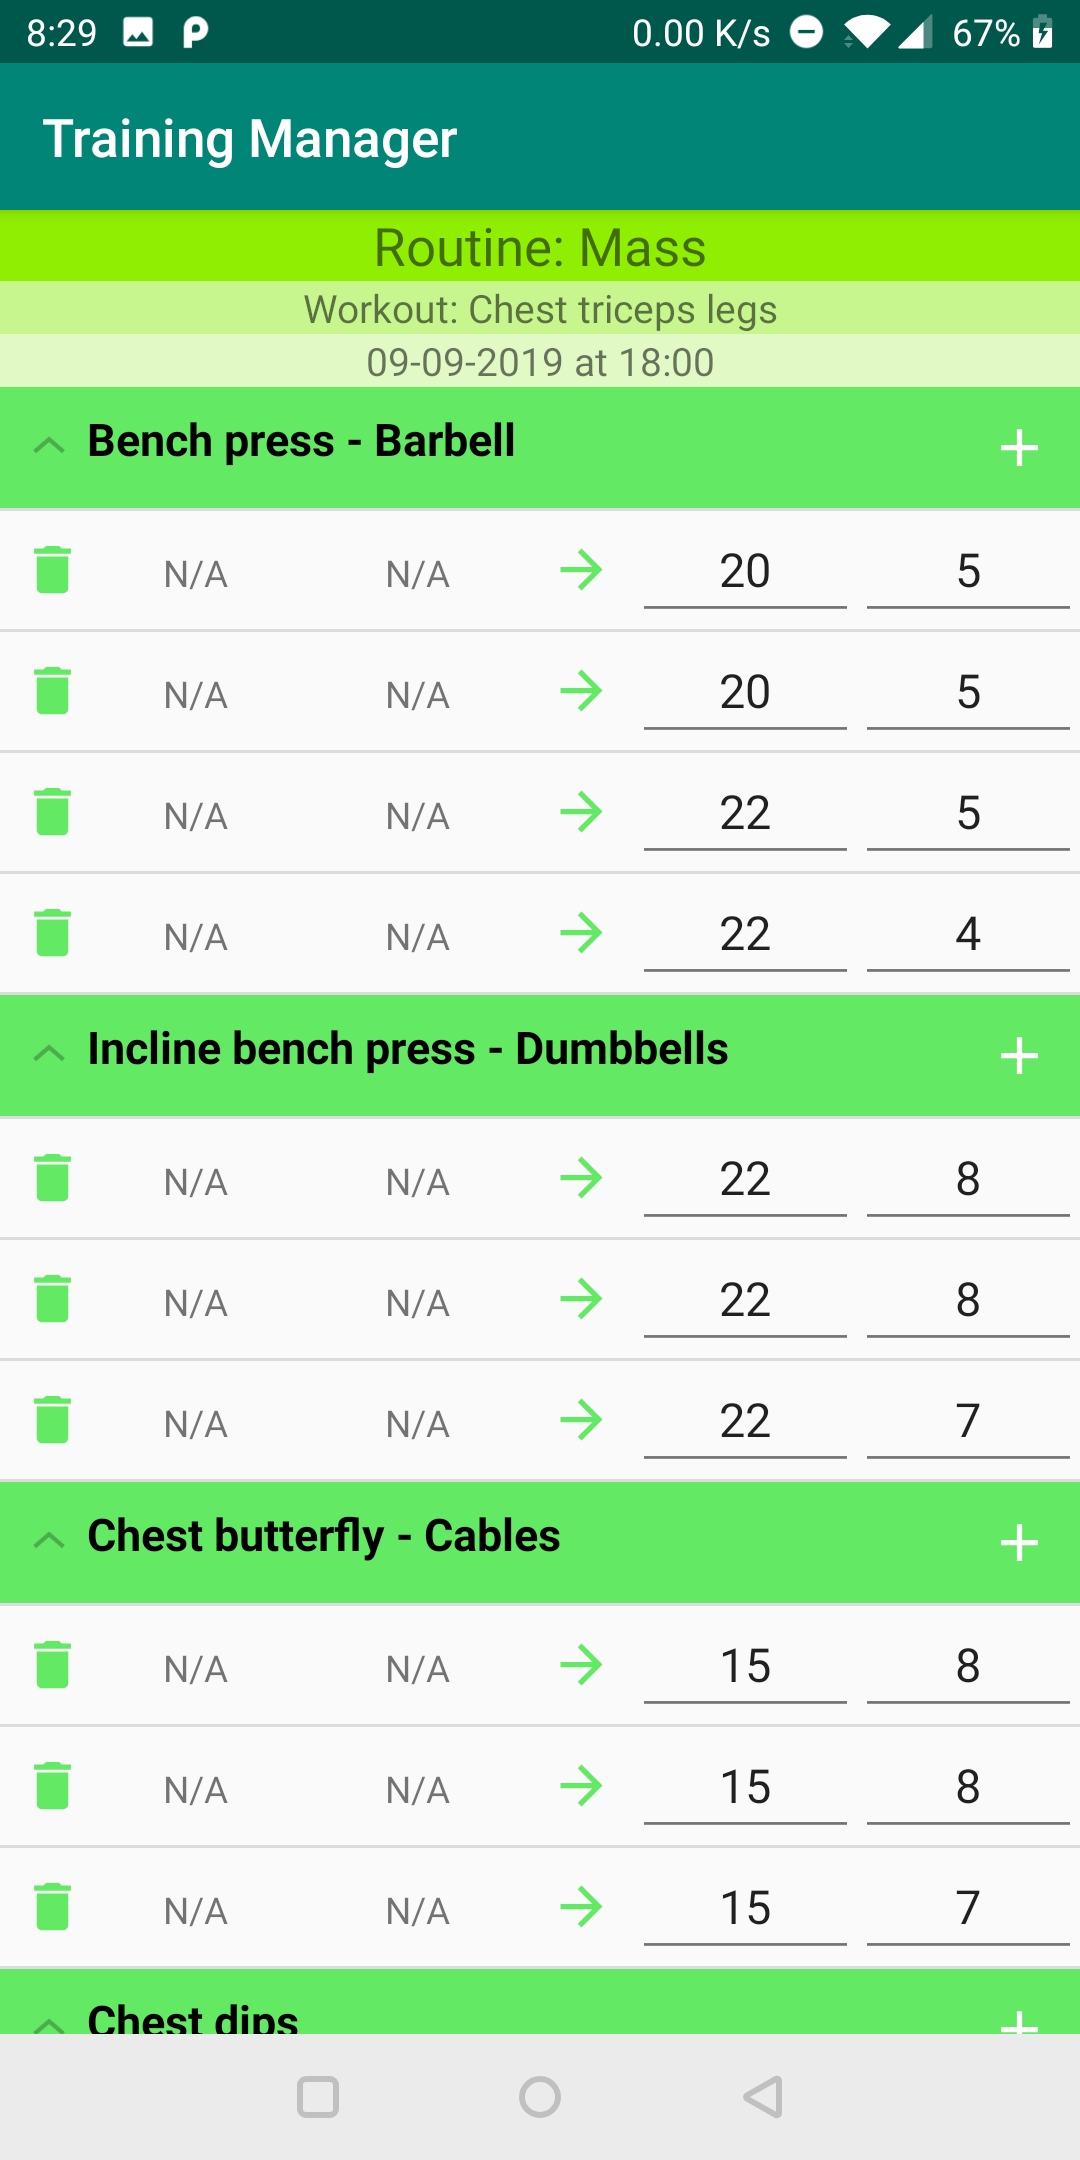 8:29 0.00 K/s 67%
Training Manager
Routine: Mass
Workout: Chest triceps legs
09-09-2019 at 18:00
Bench press - Barbell +
N/A N/A → 20 5
N/A N/A → 20 5
N/A N/A → 22 5
N/A N/A → 22 4
Incline bench press - Dumbbells +
N/A N/A → 22 8
N/A N/A → 22 8
N/A N/A → 22 7
Chest butterfly - Cables +
N/A N/A → 15 8
N/A N/A → 15 8
N/A N/A → 15 7
Chest dips +